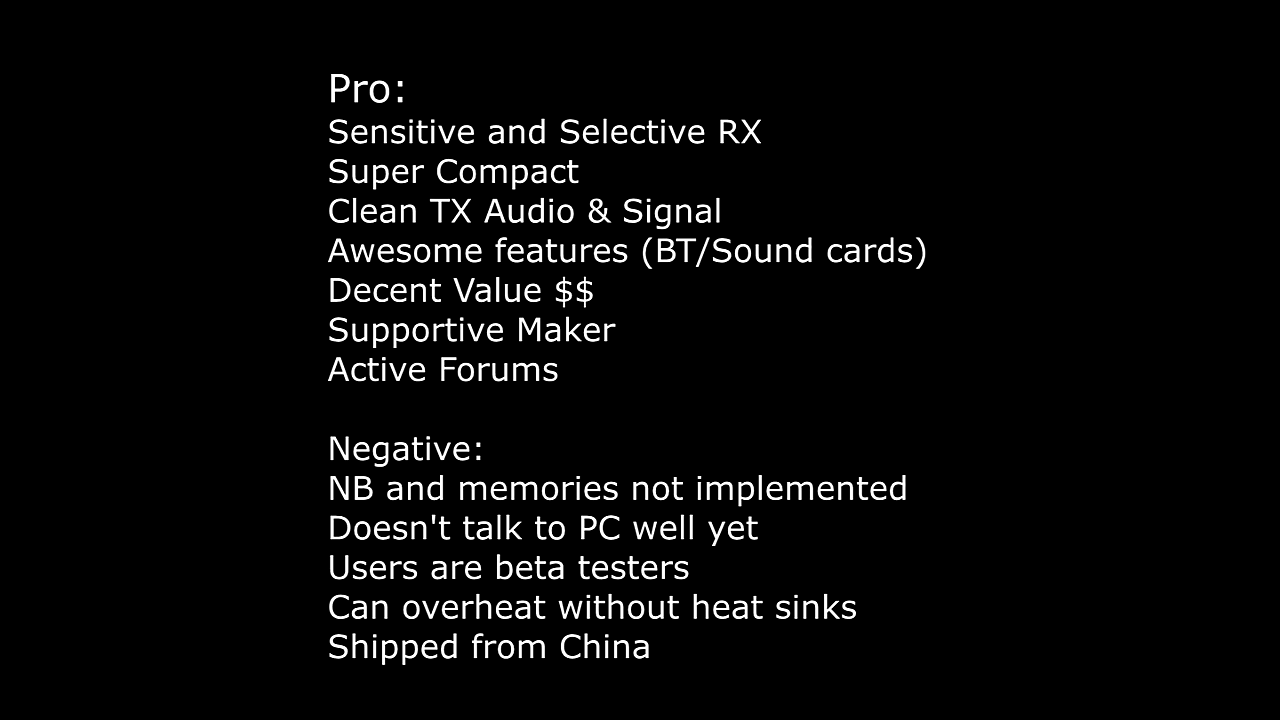 Pro:
Sensitive and Selective RX
Super Compact
Clean TX Audio & Signal
Awesome features (BT/Sound cards)
Decent Value $$
Supportive Maker
Active Forums
Negative:
NB and memories not implemented
Doesn't talk to PC well yet
Users are beta testers
Can overheat without heat sinks
Shipped from China